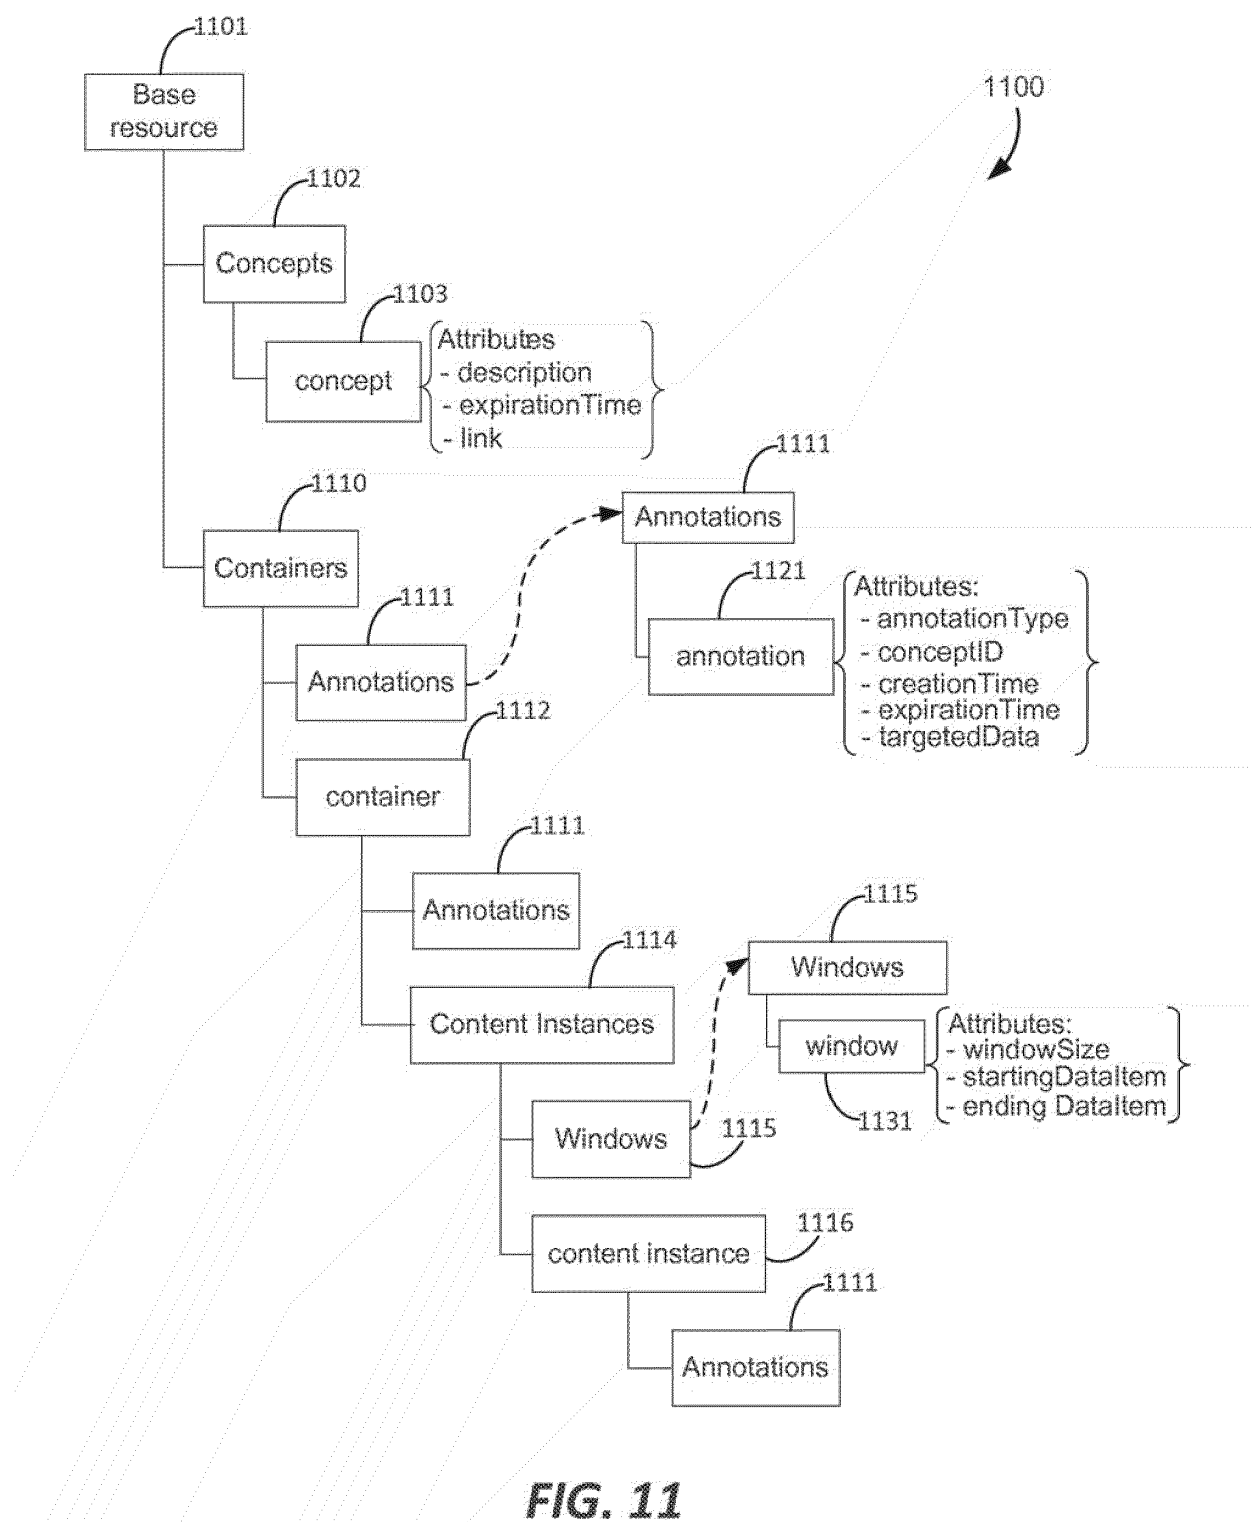 1101
Base
resource
1100
1102
Concepts
1103
concept
Attributes
- description
- expirationTime
- link
1110
Containers
1111
Annotations
1111
Annotations
1121
annotation
Attributes:
- annotationType
- conceptID
- creationTime
- expirationTime
- targetedData
1112
container
1111
Annotations
1114
Content Instances
1115
Windows
window
1131
Attributes:
- windowSize
- startingDataItem
- ending DataItem
Windows
1115
content instance
1116
1111
Annotations
FIG. 11